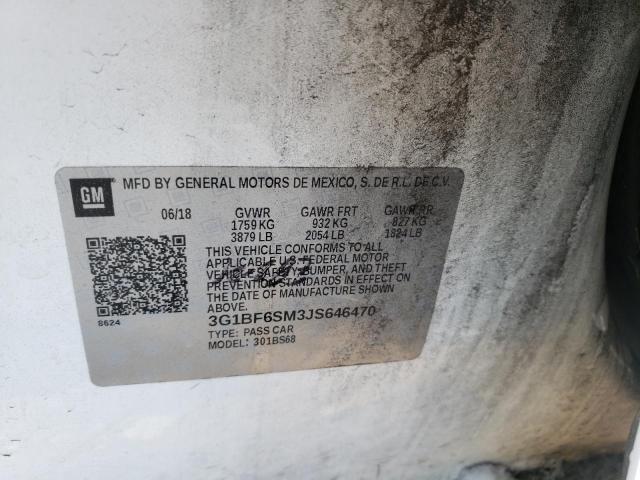 GM MFD BY GENERAL MOTORS DE MEXICO, S. DE R.L. DE C.V.
06/18 GVWR GAWR FRT GAWR RR
1759 KG 932 KG 827 KG
3879 LB 2054 LB 1824 LB
THIS VEHICLE CONFORMS TO ALL
APPLICABLE U.S. FEDERAL MOTOR
VEHICLE SAFETY, BUMPER, AND THEFT
PREVENTION STANDARDS IN EFFECT ON
THE DATE OF MANUFACTURE SHOWN
ABOVE.
8624
3G1BF6SM3JS646470
TYPE: PASS CAR
MODEL: 301BS68